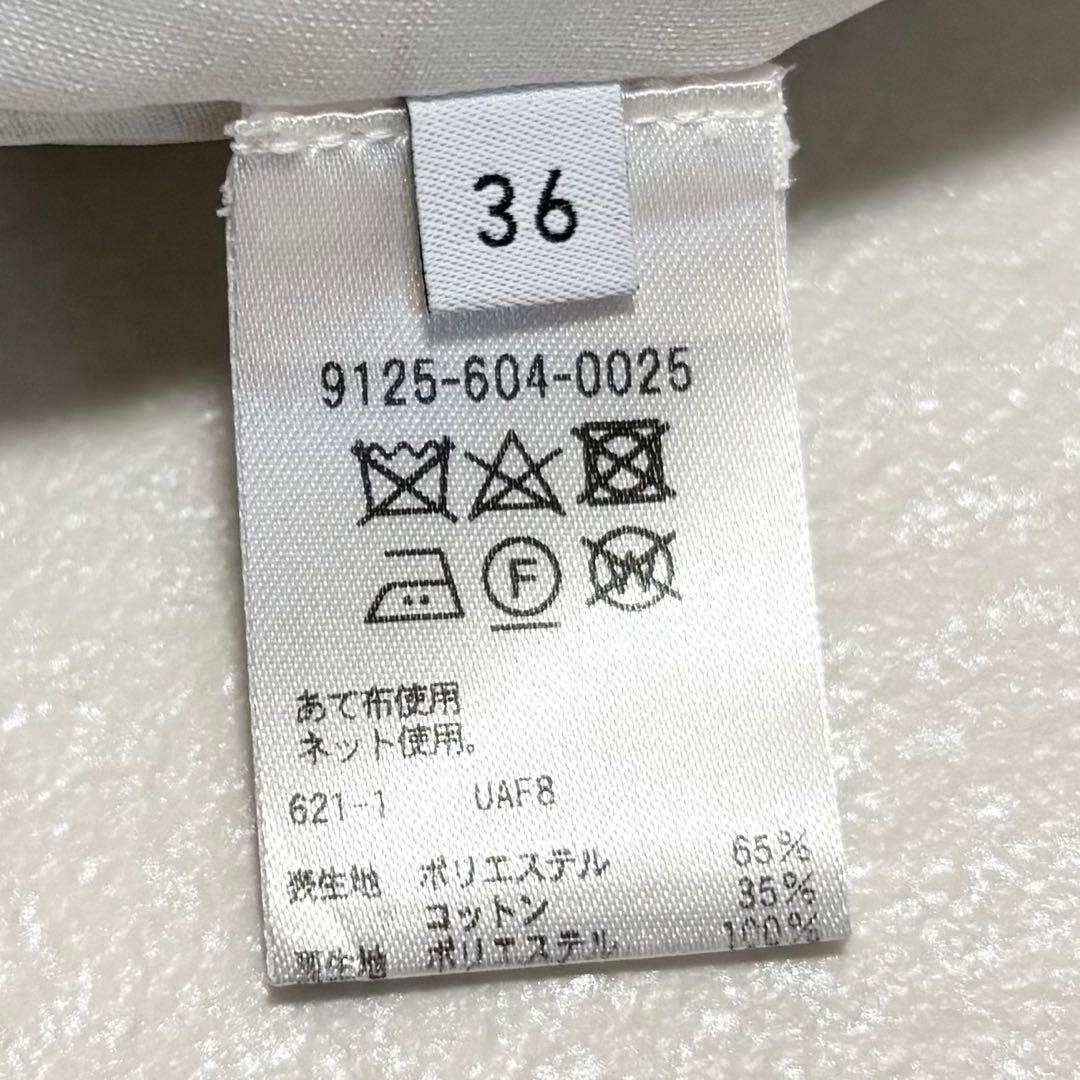 36
9125-604-0025
F
W
あて布使用
ネット使用。
621-1 UAF8
表生地 ポリエステル 65%
コットン 35%
裏生地 ポリエステル 100%